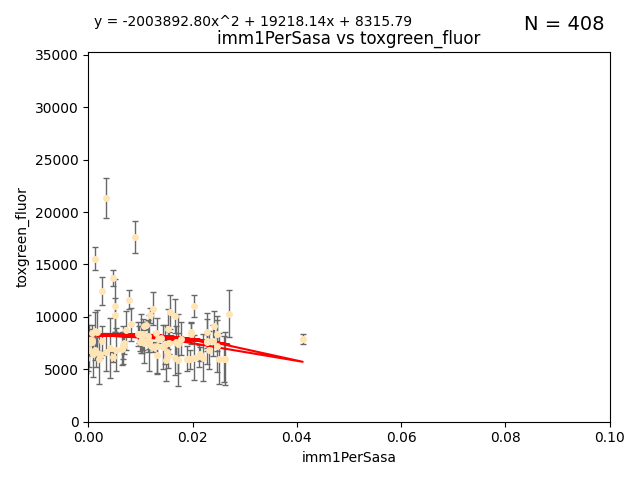 y = -2003892.80x^2 + 19218.14x + 8315.79
N = 408
imm1PerSasa vs toxgreen_fluor
35000
30000
25000
20000
15000
10000
5000
0
toxgreen_fluor
0.00 0.02 0.04 0.06 0.08 0.10
imm1PerSasa